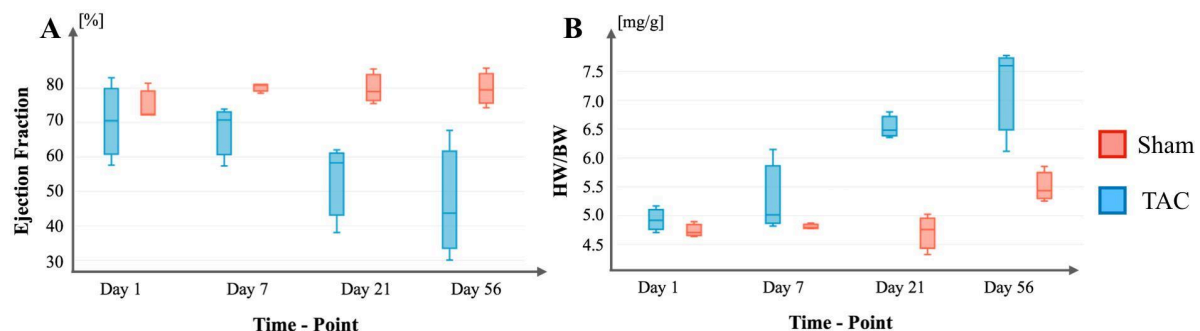 A
[%]
Ejection Fraction
80
70
60
50
40
30
Day 1
Day 7
Day 21
Day 56
Time - Point
B
[mg/g]
HW/BW
7.5
7.0
6.5
6.0
5.5
5.0
4.5
Day 1
Day 7
Day 21
Day 56
Time - Point
Sham
TAC